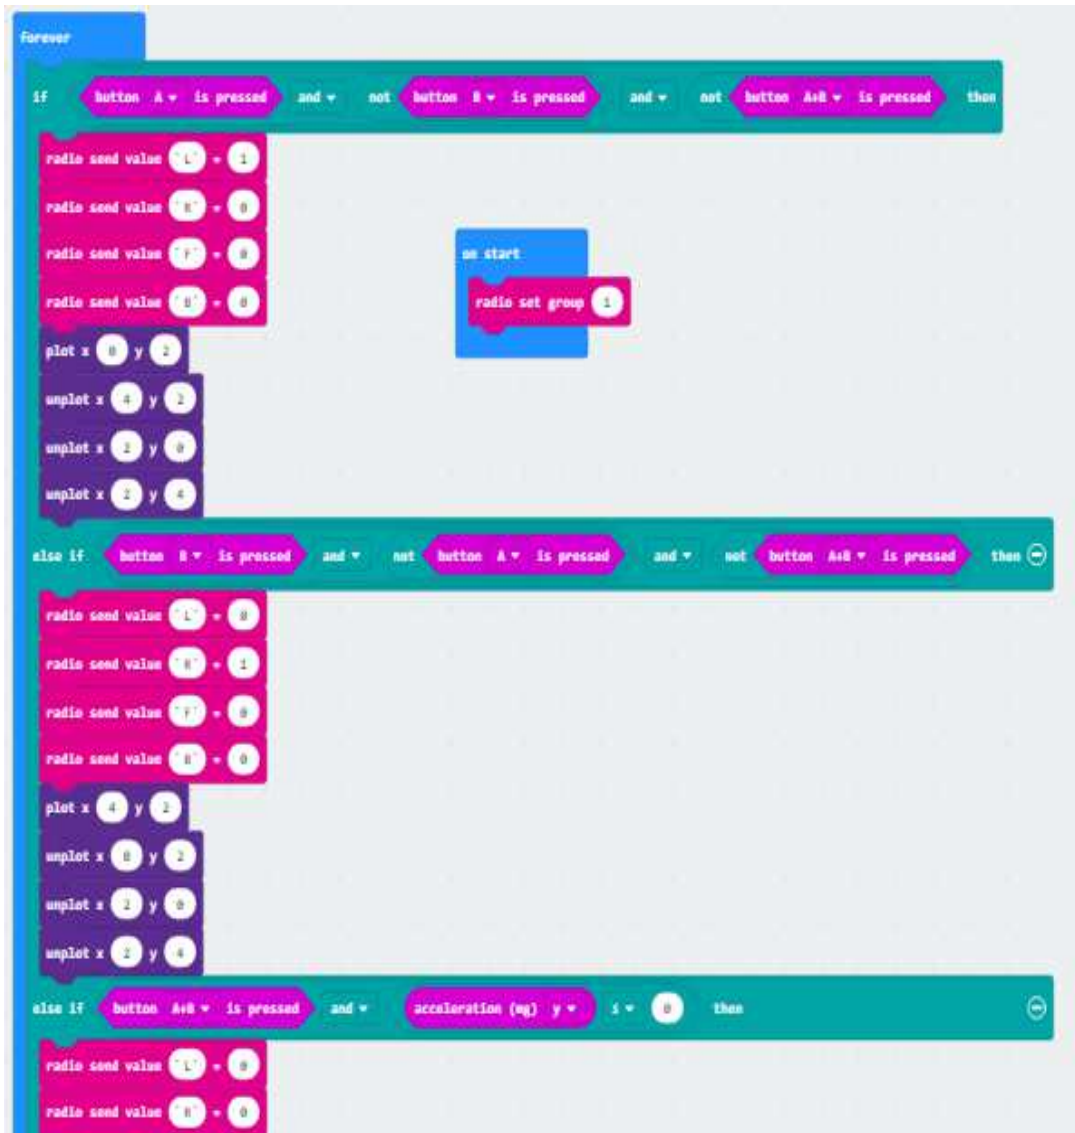 forever
if button A is pressed and not button B is pressed and not button A+B is pressed then
radio send value "L" = 1
radio send value "R" = 0
radio send value "F" = 0
radio send value "B" = 0
on start
radio set group 1
plot x 0 y 2
unplot x 4 y 2
unplot x 2 y 0
unplot x 2 y 4
else if button B is pressed and not button A is pressed and not button A+B is pressed then
radio send value "L" = 0
radio send value "R" = 1
radio send value "F" = 0
radio send value "B" = 0
plot x 4 y 2
unplot x 0 y 2
unplot x 2 y 0
unplot x 2 y 4
else if button A+B is pressed and acceleration (mg) y 0 then
radio send value "L" = 0
radio send value "R" = 0